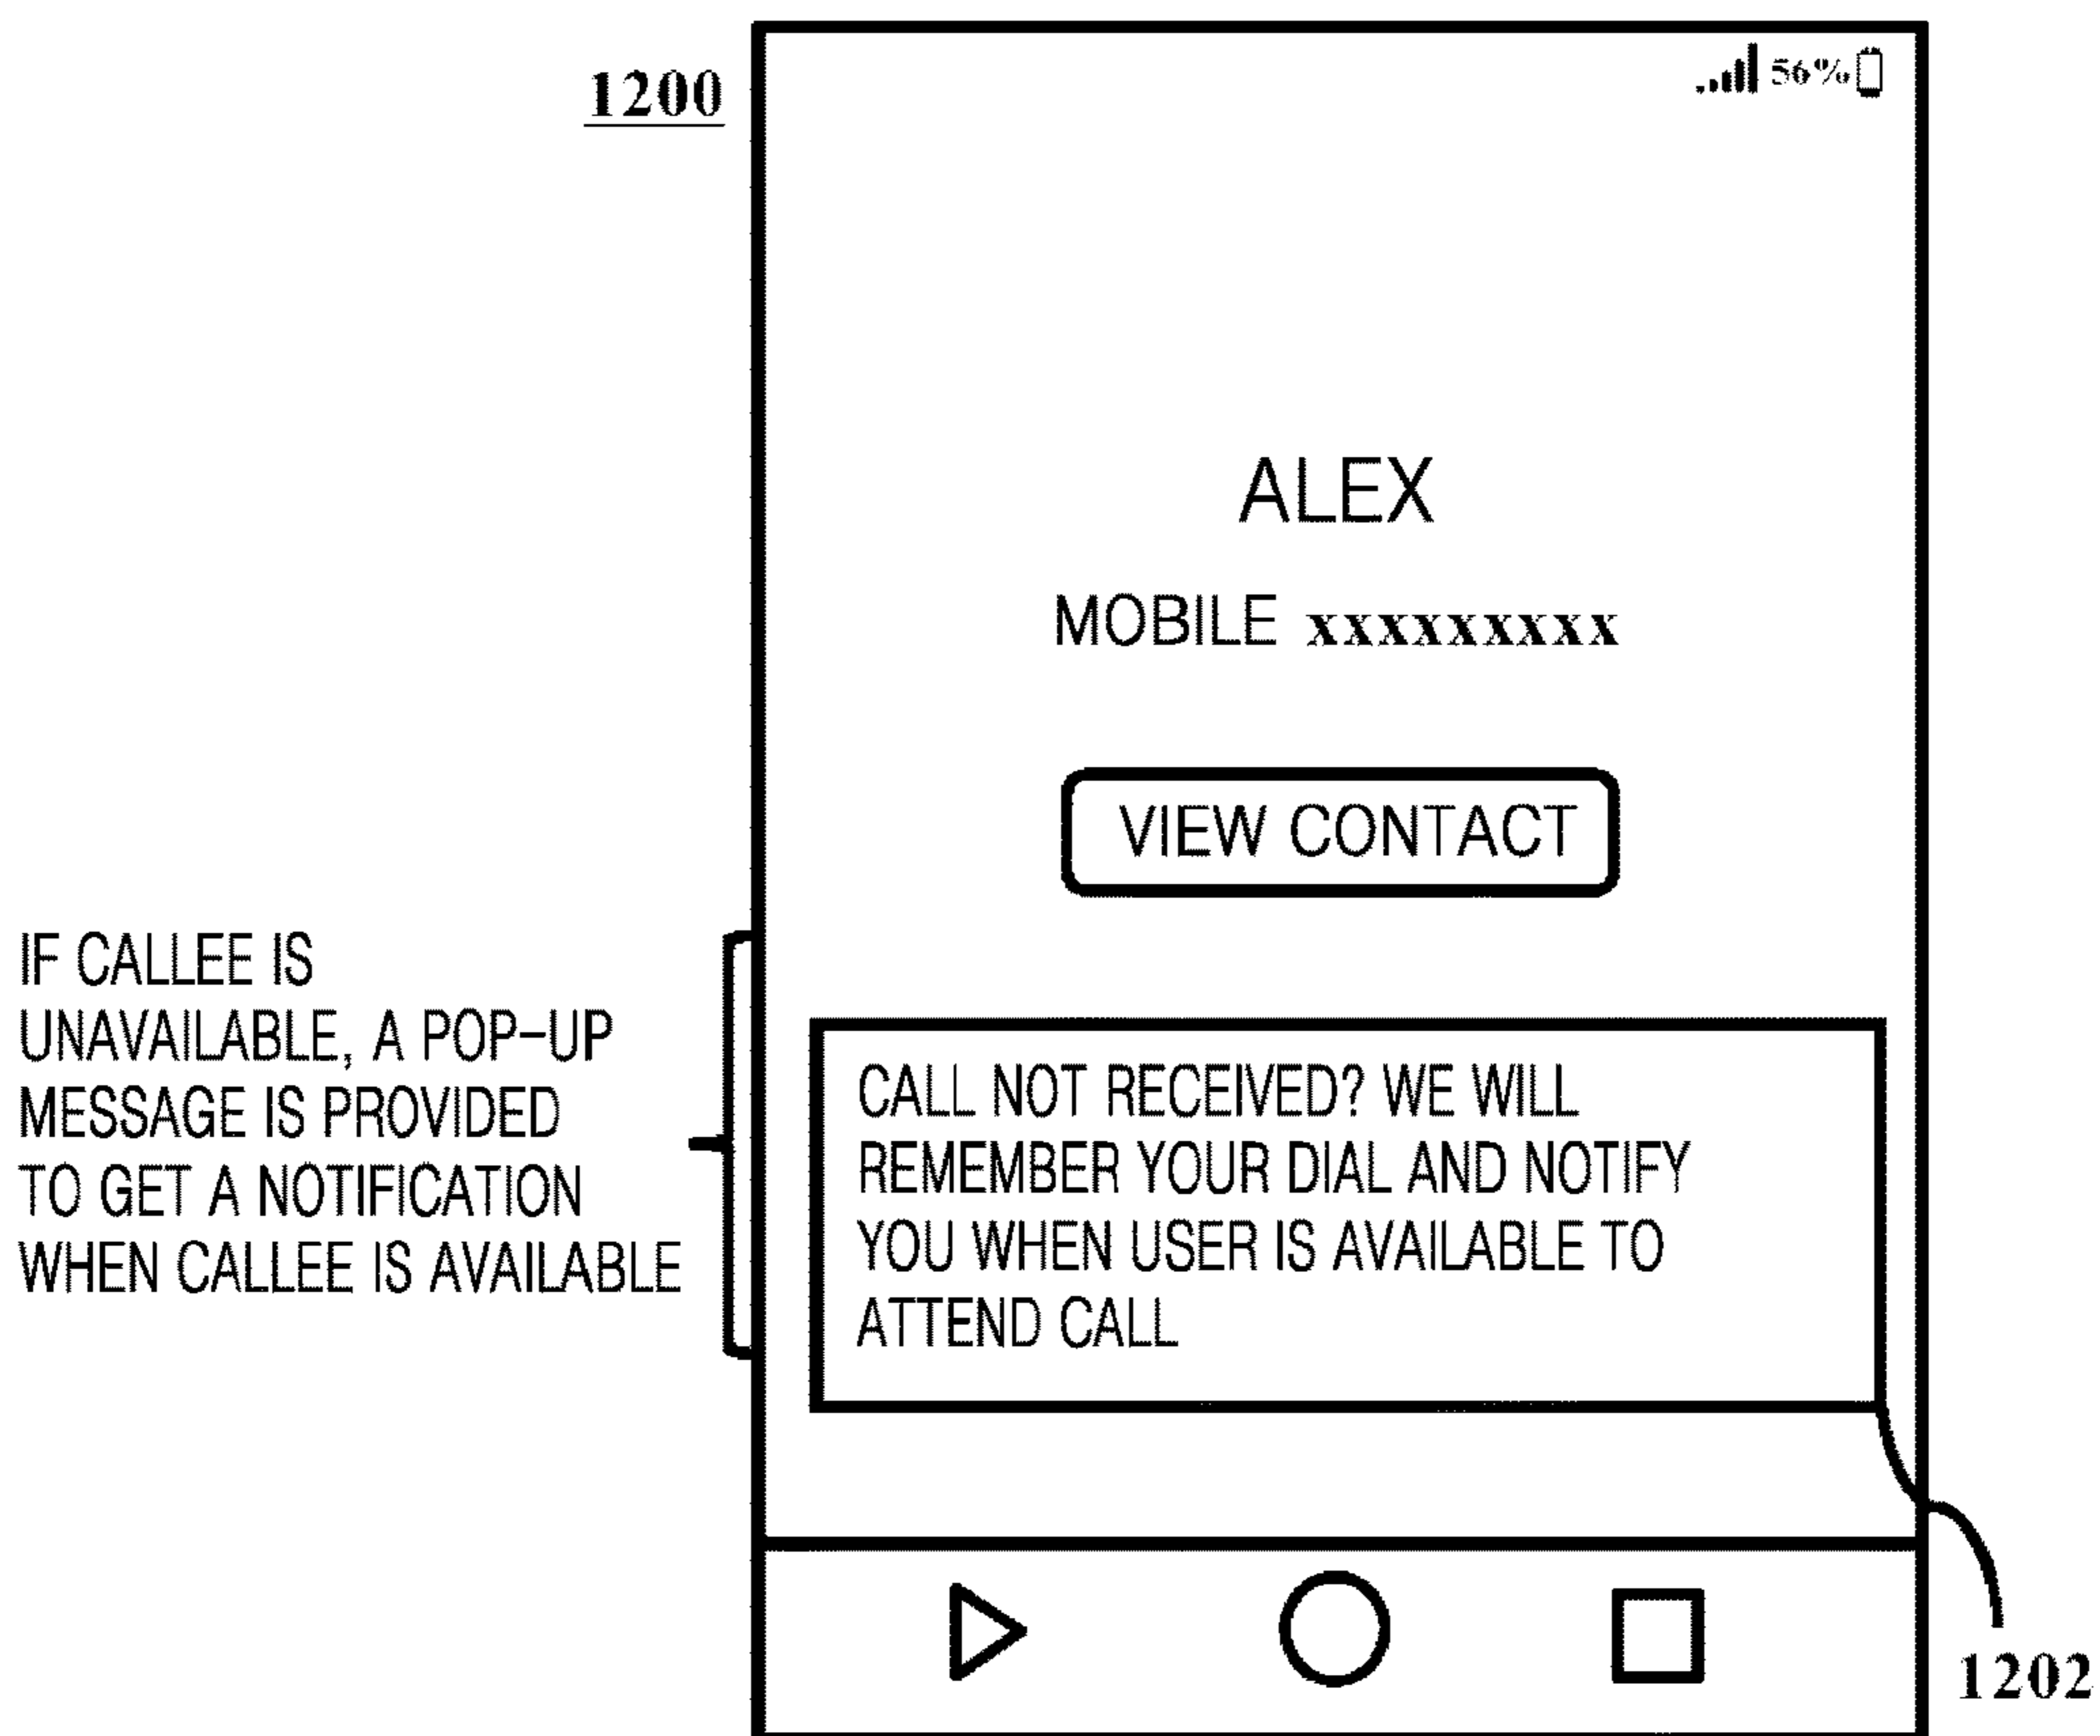 1200
56%
ALEX
MOBILE xxxxxxxxx
VIEW CONTACT
IF CALLEE IS
UNAVAILABLE, A POP-UP
MESSAGE IS PROVIDED
TO GET A NOTIFICATION
WHEN CALLEE IS AVAILABLE
CALL NOT RECEIVED? WE WILL
REMEMBER YOUR DIAL AND NOTIFY
YOU WHEN USER IS AVAILABLE TO
ATTEND CALL
1202